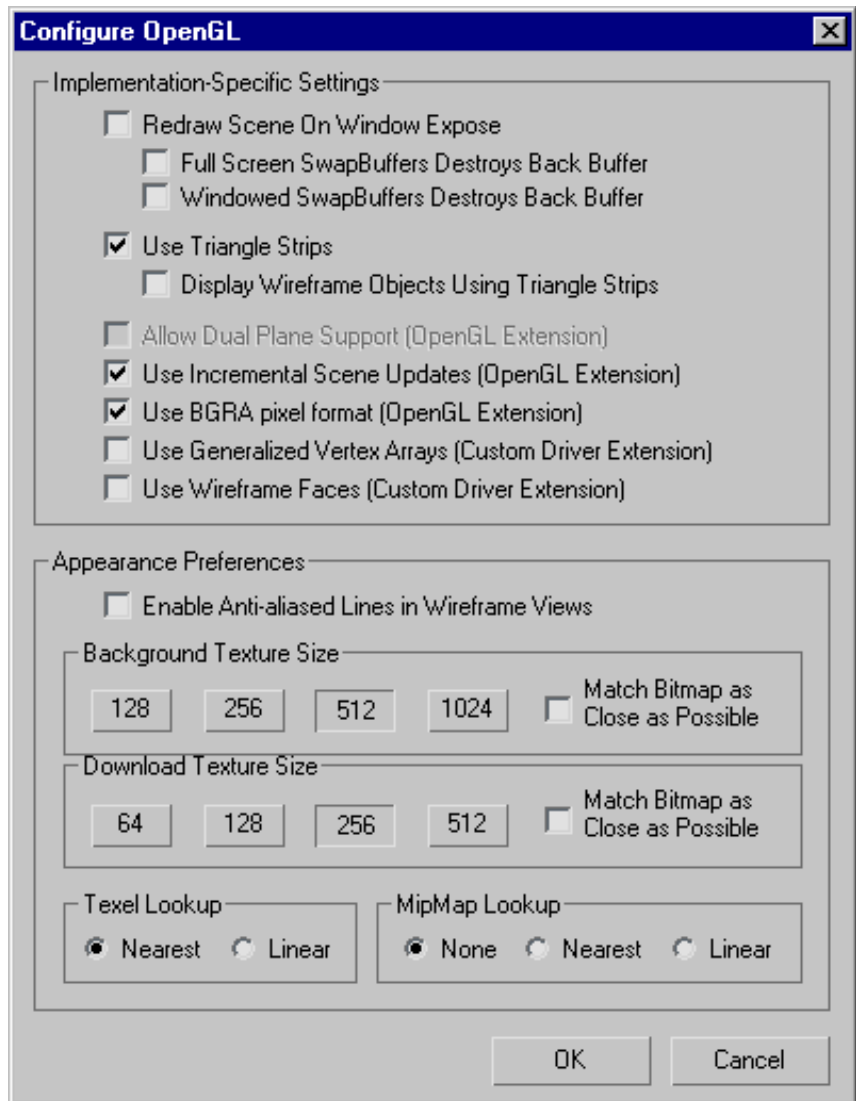 Configure OpenGL
Implementation-Specific Settings
Redraw Scene On Window Expose
Full Screen SwapBuffers Destroys Back Buffer
Windowed SwapBuffers Destroys Back Buffer
Use Triangle Strips
Display Wireframe Objects Using Triangle Strips
Allow Dual Plane Support (OpenGL Extension)
Use Incremental Scene Updates (OpenGL Extension)
Use BGRA pixel format (OpenGL Extension)
Use Generalized Vertex Arrays (Custom Driver Extension)
Use Wireframe Faces (Custom Driver Extension)
Appearance Preferences
Enable Anti-aliased Lines in Wireframe Views
Background Texture Size
128 256 512 1024 Match Bitmap as
Close as Possible
Download Texture Size
64 128 256 512 Match Bitmap as
Close as Possible
Texel Lookup MipMap Lookup
Nearest Linear None Nearest Linear
OK Cancel